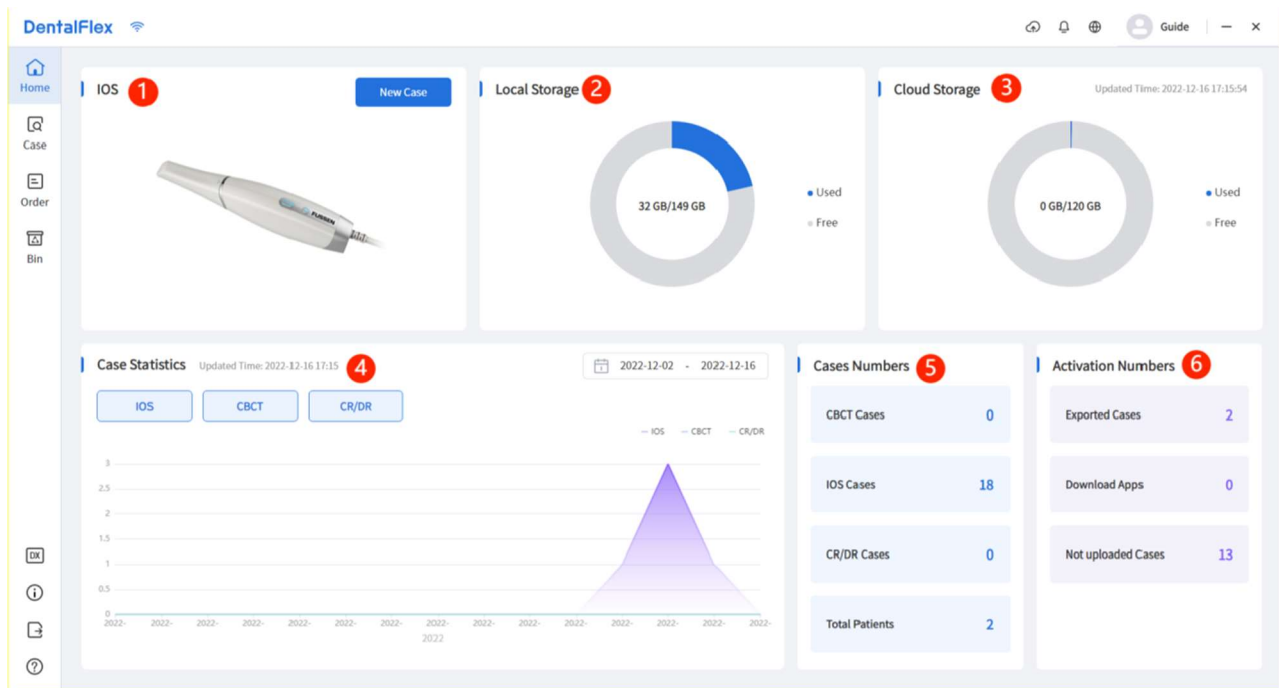 DentalFlex
Guide
Home
Case
Order
Bin
DX
IOS 1
New Case
FUSSEN
Local Storage 2
32 GB/149 GB
Used
Free
Cloud Storage 3
Updated TIme: 2022-12-16 17:15:54
0 GB/120 GB
Used
Free
Case Statistics Updated Time: 2022-12-16 17:15 4
2022-12-02 - 2022-12-16
IOS CBCT CR/DR
IOS CBCT CR/DR
3
2.5
2
1.5
1
0.5
0
2022- 2022- 2022- 2022- 2022- 2022- 2022- 2022- 2022- 2022- 2022- 2022- 2022- 2022- 2022-
2022
Cases Numbers 5
CBCT Cases 0
IOS Cases 18
CR/DR Cases 0
Total Patients 2
Activation Numbers 6
Exported Cases 2
Download Apps 0
Not uploaded Cases 13